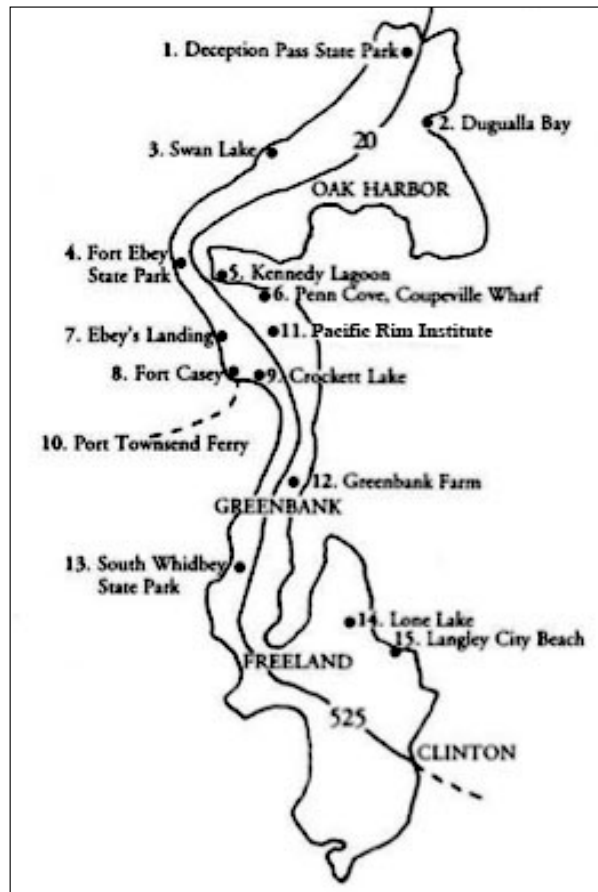 1. Deception Pass State Park
2. Dugualla Bay
20
3. Swan Lake
OAK HARBOR
4. Fort Ebey
State Park
5. Kennedy Lagoon
6. Penn Cove, Coupeville Wharf
7. Ebey's Landing
11. Pacific Rim Institute
8. Fort Casey
9. Crockett Lake
10. Port Townsend Ferry
12. Greenbank Farm
GREENBANK
13. South Whidbey
State Park
14. Lone Lake
15. Langley City Beach
FREELAND
525
CLINTON